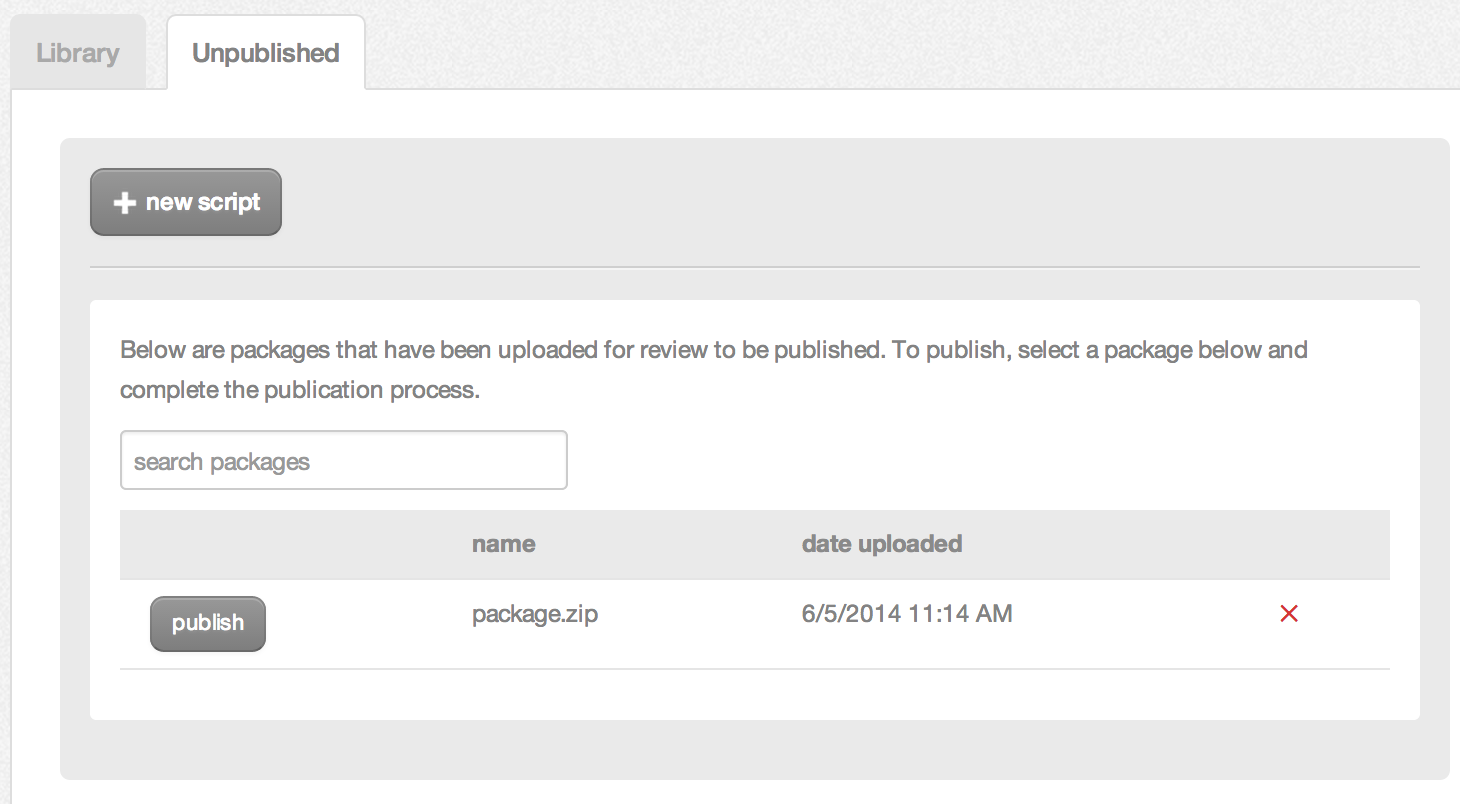 Library
Unpublished
new script
Below are packages that have been uploaded for review to be published. To publish, select a package below and
complete the publication process.
search packages
name date uploaded
publish package.zip 6/5/2014 11:14 AM